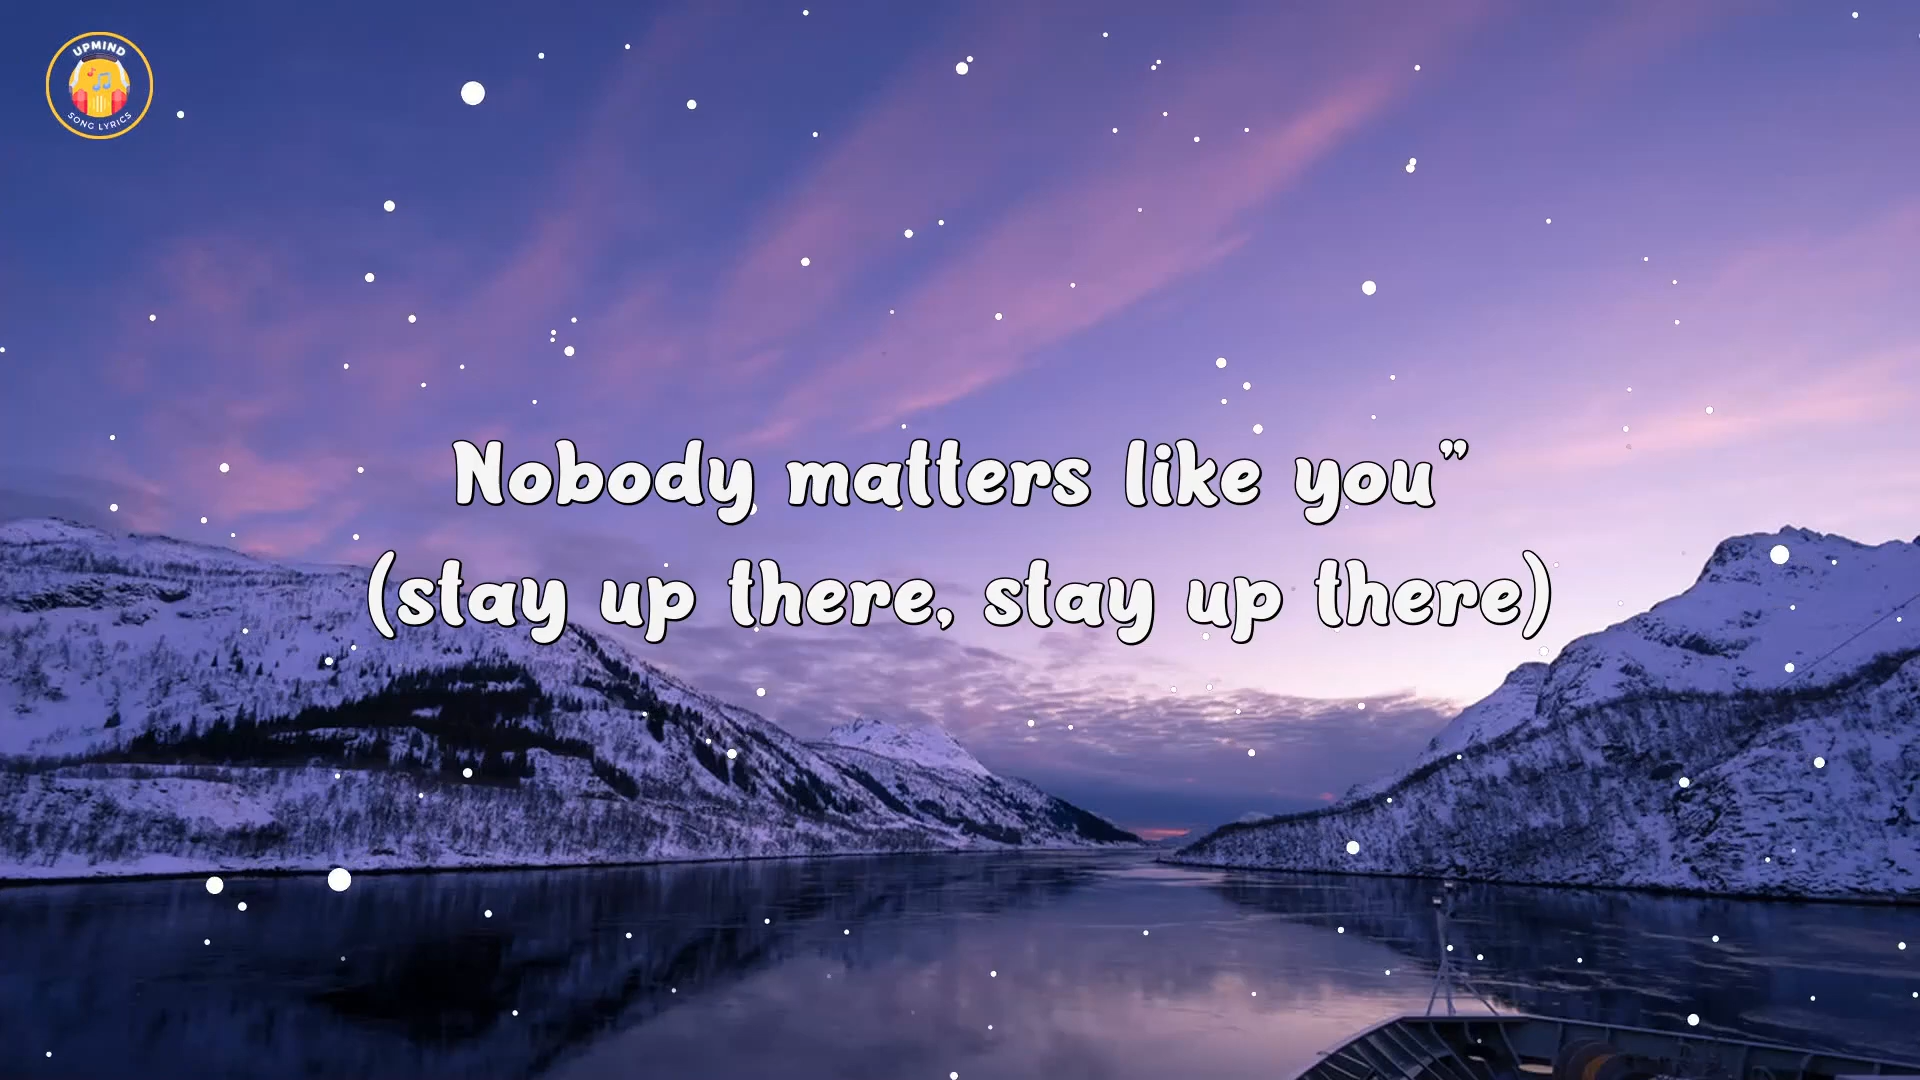 UPMIND
SONG LYRICS
Nobody matters like you”
(stay up there, stay up there)